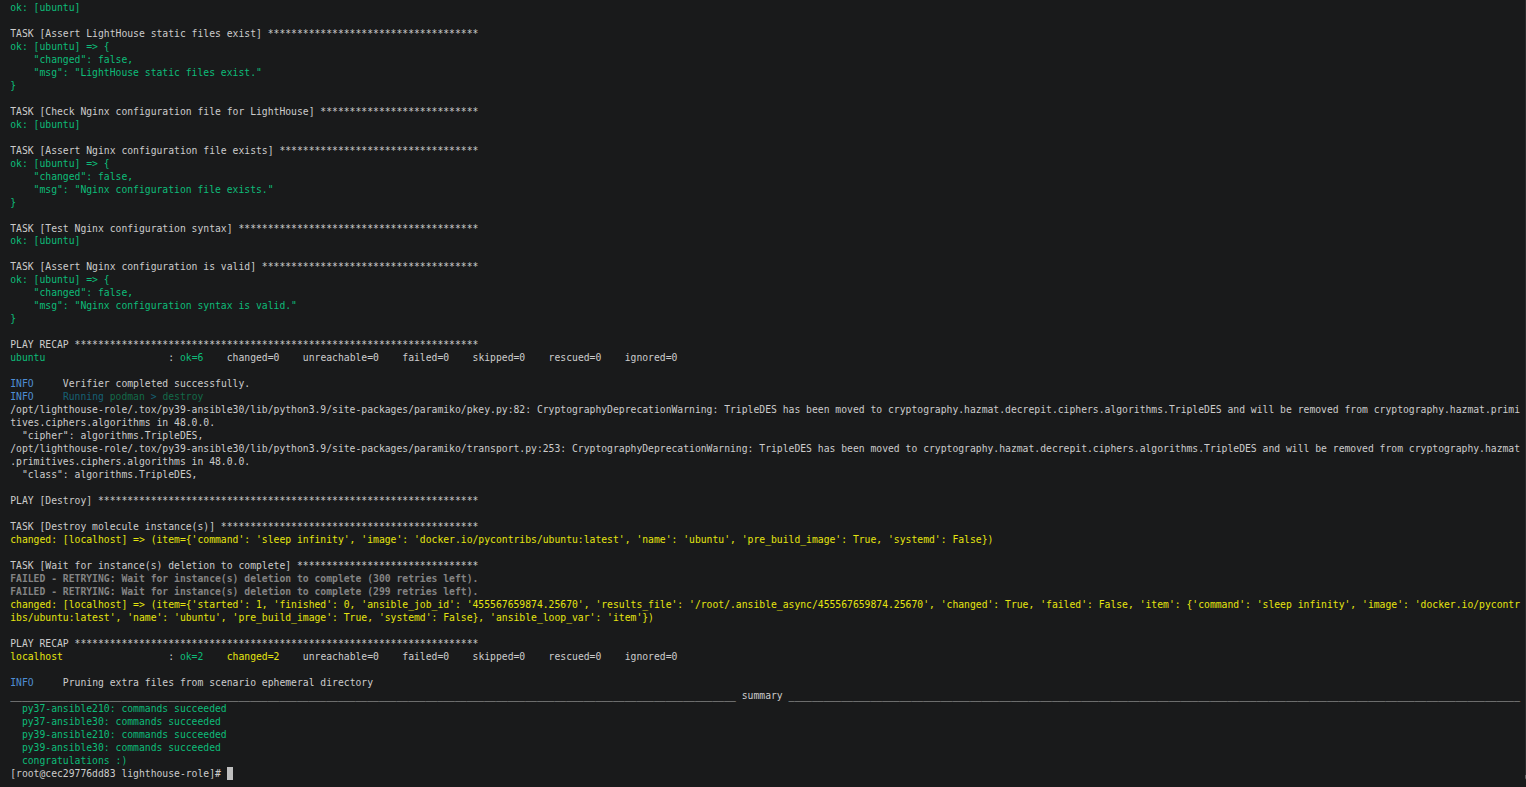 ok: [ubuntu]
TASK [Assert LightHouse static files exist] ************************************
ok: [ubuntu] => {
    "changed": false,
    "msg": "LightHouse static files exist."
}
TASK [Check Nginx configuration file for LightHouse] ***************************
ok: [ubuntu]
TASK [Assert Nginx configuration file exists] **********************************
ok: [ubuntu] => {
    "changed": false,
    "msg": "Nginx configuration file exists."
}
TASK [Test Nginx configuration syntax] *****************************************
ok: [ubuntu]
TASK [Assert Nginx configuration is valid] *************************************
ok: [ubuntu] => {
    "changed": false,
    "msg": "Nginx configuration syntax is valid."
}
PLAY RECAP *********************************************************************
ubuntu                     : ok=6    changed=0    unreachable=0    failed=0    skipped=0    rescued=0    ignored=0
INFO     Verifier completed successfully.
INFO     Running podman > destroy
/opt/lighthouse-role/.tox/py39-ansible30/lib/python3.9/site-packages/paramiko/pkey.py:82: CryptographyDeprecationWarning: TripleDES has been moved to cryptography.hazmat.decrepit.ciphers.algorithms.TripleDES and will be removed from cryptography.hazmat.primi
tives.ciphers.algorithms in 48.0.0.
  "cipher": algorithms.TripleDES,
/opt/lighthouse-role/.tox/py39-ansible30/lib/python3.9/site-packages/paramiko/transport.py:253: CryptographyDeprecationWarning: TripleDES has been moved to cryptography.hazmat.decrepit.ciphers.algorithms.TripleDES and will be removed from cryptography.hazmat
.primitives.ciphers.algorithms in 48.0.0.
  "class": algorithms.TripleDES,
PLAY [Destroy] *****************************************************************
TASK [Destroy molecule instance(s)] ********************************************
changed: [localhost] => (item={'command': 'sleep infinity', 'image': 'docker.io/pycontribs/ubuntu:latest', 'name': 'ubuntu', 'pre_build_image': True, 'systemd': False})
TASK [Wait for instance(s) deletion to complete] *******************************
FAILED - RETRYING: Wait for instance(s) deletion to complete (300 retries left).
FAILED - RETRYING: Wait for instance(s) deletion to complete (299 retries left).
changed: [localhost] => (item={'started': 1, 'finished': 0, 'ansible_job_id': '455567659874.25670', 'results_file': '/root/.ansible_async/455567659874.25670', 'changed': True, 'failed': False, 'item': {'command': 'sleep infinity', 'image': 'docker.io/pycontr
ibs/ubuntu:latest', 'name': 'ubuntu', 'pre_build_image': True, 'systemd': False}, 'ansible_loop_var': 'item'})
PLAY RECAP *********************************************************************
localhost                  : ok=2    changed=2    unreachable=0    failed=0    skipped=0    rescued=0    ignored=0
INFO     Pruning extra files from scenario ephemeral directory
summary
  py37-ansible210: commands succeeded
  py37-ansible30: commands succeeded
  py39-ansible210: commands succeeded
  py39-ansible30: commands succeeded
  congratulations :)
[root@cec29776dd83 lighthouse-role]#